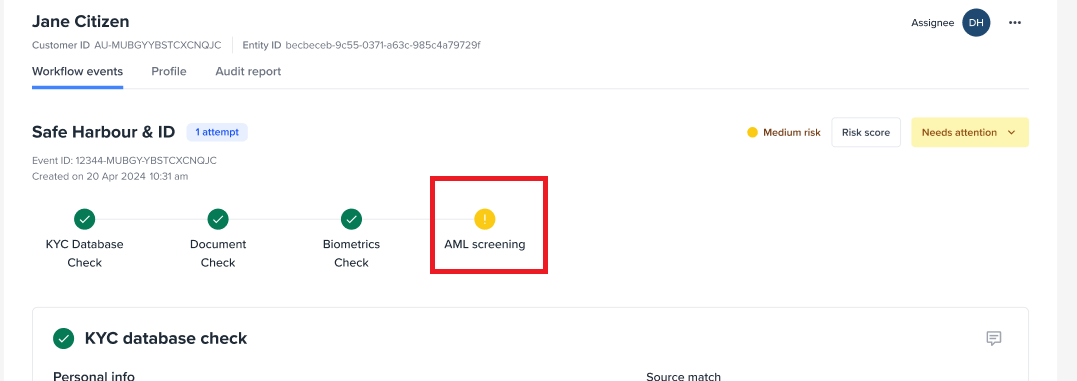 Jane Citizen
Assignee DH
Customer ID AU-MUBGYYBSTCXCNQJC Entity ID becbeceb-9c55-0371-a63c-985c4a79729f
Workflow events Profile Audit report
Safe Harbour & ID 1 attempt Medium risk Risk score Needs attention
Event ID: 12344-MUBGY-YBSTCXCNQJC
Created on 20 Apr 2024 10:31 am
KYC Database Check
Document Check
Biometrics Check
AML screening
KYC database check
Personal info Source match